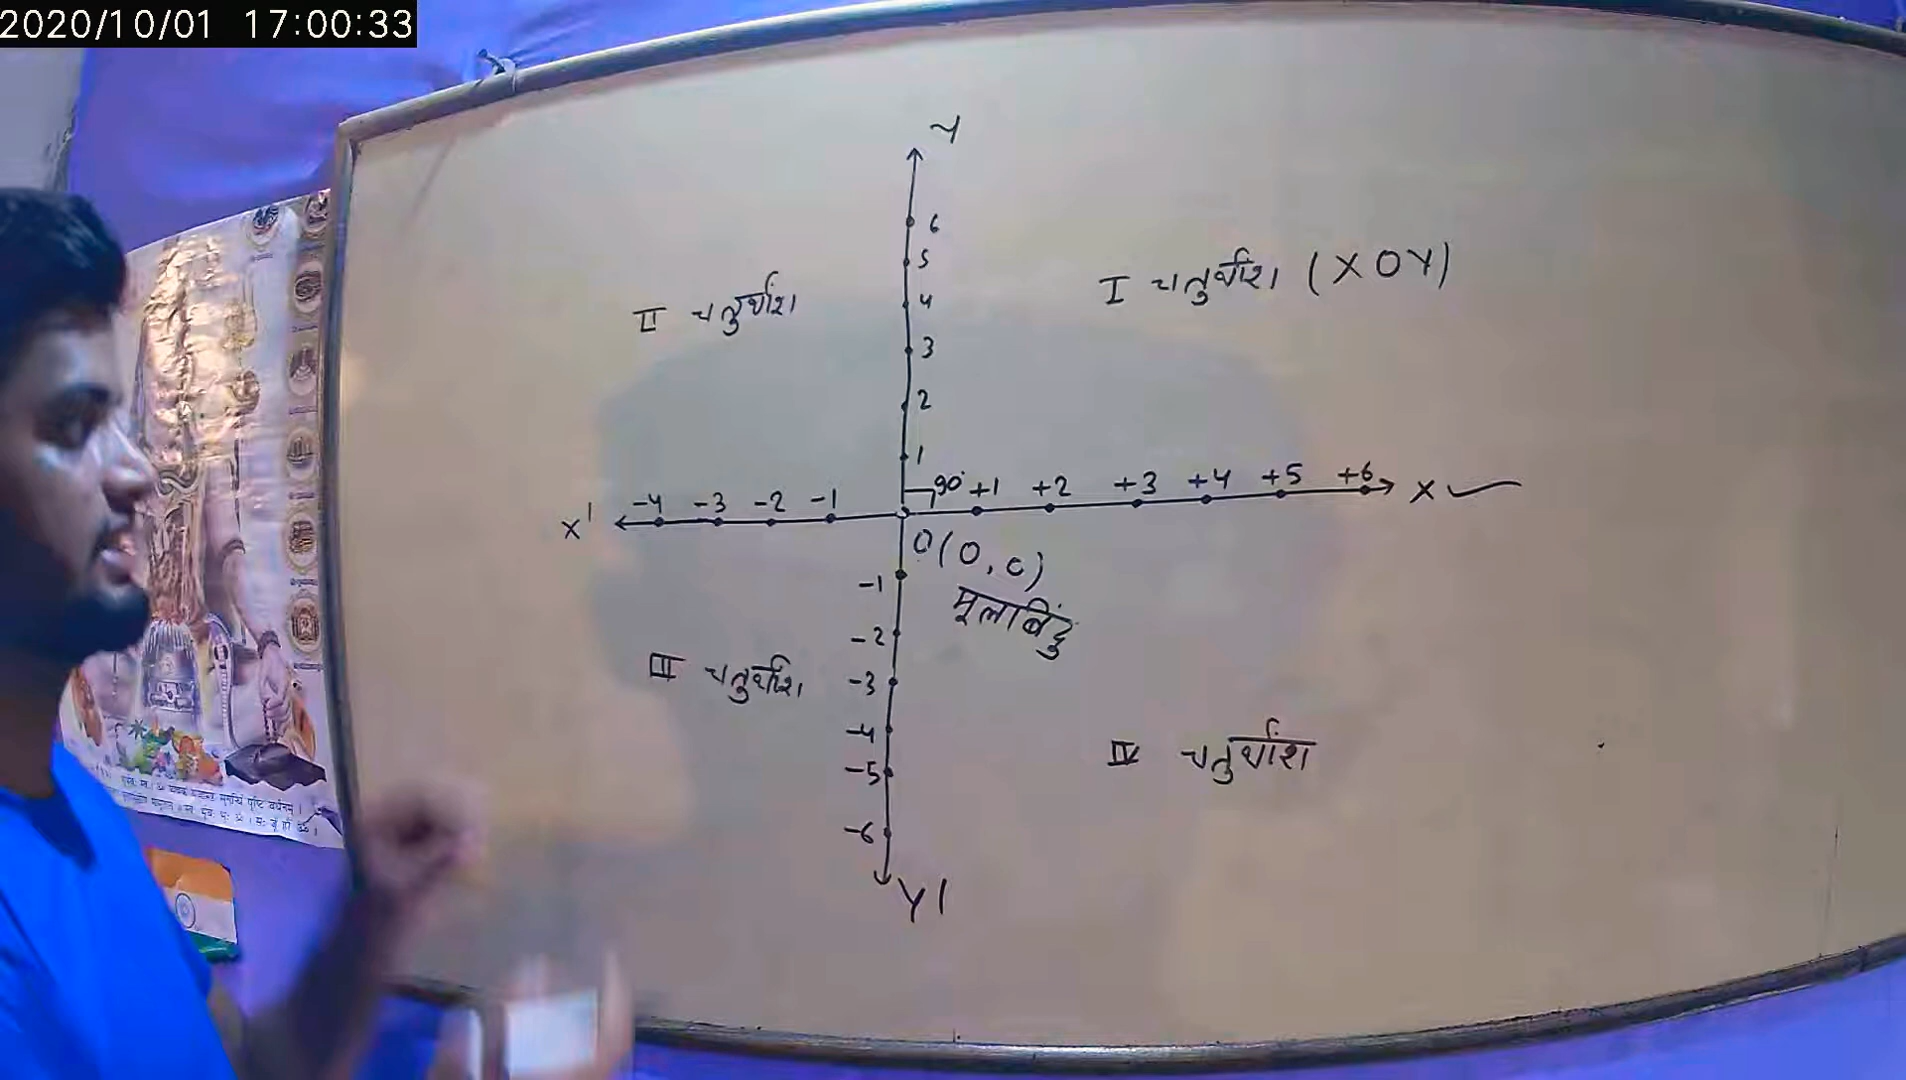 2020/10/01 17:00:33
Y
6
5
I चतुर्थांश (XOY)
II चतुर्थांश
4
3
2
1
X' -4 -3 -2 -1 90° +1 +2 +3 +4 +5 +6 X
O(0,0)
-1
मूलबिंदु
-2
III चतुर्थांश -3
-4
IV चतुर्थांश
-5
-6
Y'